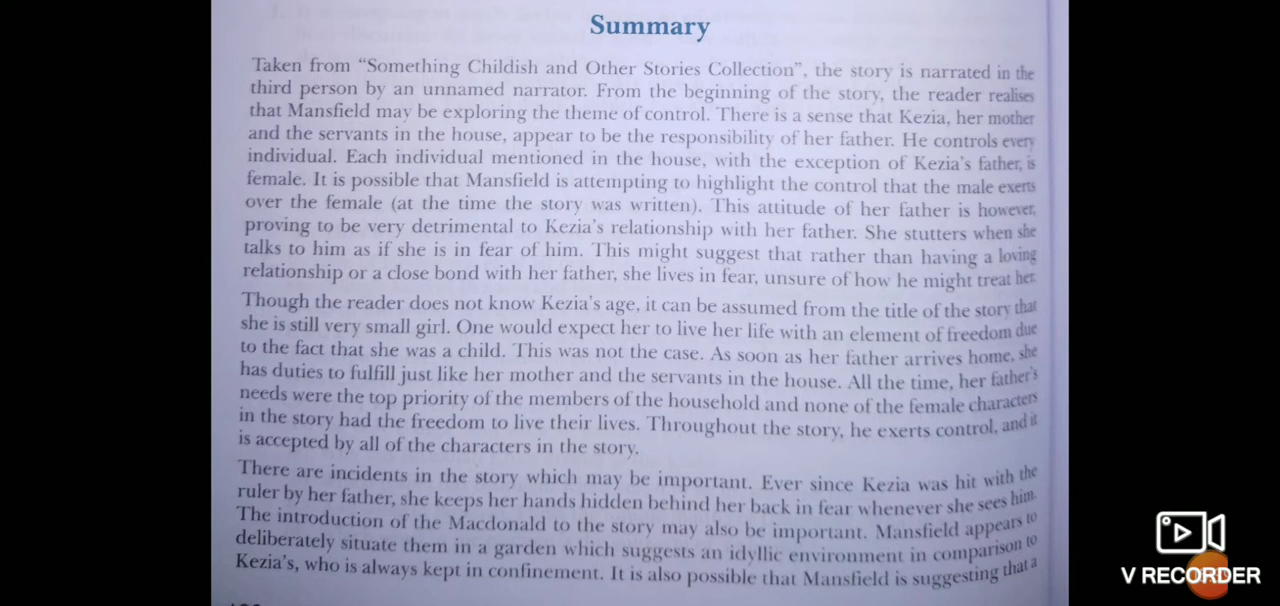 Summary
Taken from “Something Childish and Other Stories Collection”, the story is narrated in the
third person by an unnamed narrator. From the beginning of the story, the reader realises
that Mansfield may be exploring the theme of control. There is a sense that Kezia, her mother
and the servants in the house, appear to be the responsibility of her father. He controls every
individual. Each individual mentioned in the house, with the exception of Kezia’s father, is
female. It is possible that Mansfield is attempting to highlight the control that the male exerts
over the female (at the time the story was written). This attitude of her father is however,
proving to be very detrimental to Kezia’s relationship with her father. She stutters when she
talks to him as if she is in fear of him. This might suggest that rather than having a loving
relationship or a close bond with her father, she lives in fear, unsure of how he might treat her.
Though the reader does not know Kezia’s age, it can be assumed from the title of the story that
she is still very small girl. One would expect her to live her life with an element of freedom due
to the fact that she was a child. This was not the case. As soon as her father arrives home, she
has duties to fulfill just like her mother and the servants in the house. All the time, her father’s
needs were the top priority of the members of the household and none of the female characters
in the story had the freedom to live their lives. Throughout the story, he exerts control, and it
is accepted by all of the characters in the story.
There are incidents in the story which may be important. Ever since Kezia was hit with the
ruler by her father, she keeps her hands hidden behind her back in fear whenever she sees him.
The introduction of the Macdonald to the story may also be important. Mansfield appears to
deliberately situate them in a garden which suggests an idyllic environment in comparison to
Kezia’s, who is always kept in confinement. It is also possible that Mansfield is suggesting that a
V RECORDER